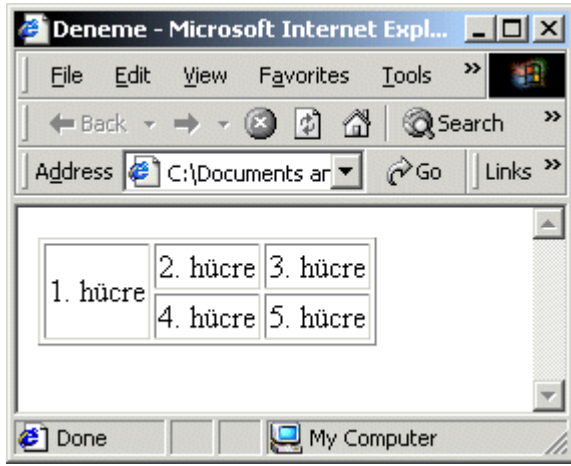 Deneme - Microsoft Internet Expl...
File Edit View Favorites Tools »
Back Search »
Address C:\Documents ar Go Links »
1. hücre 2. hücre 3. hücre
4. hücre 5. hücre
Done My Computer